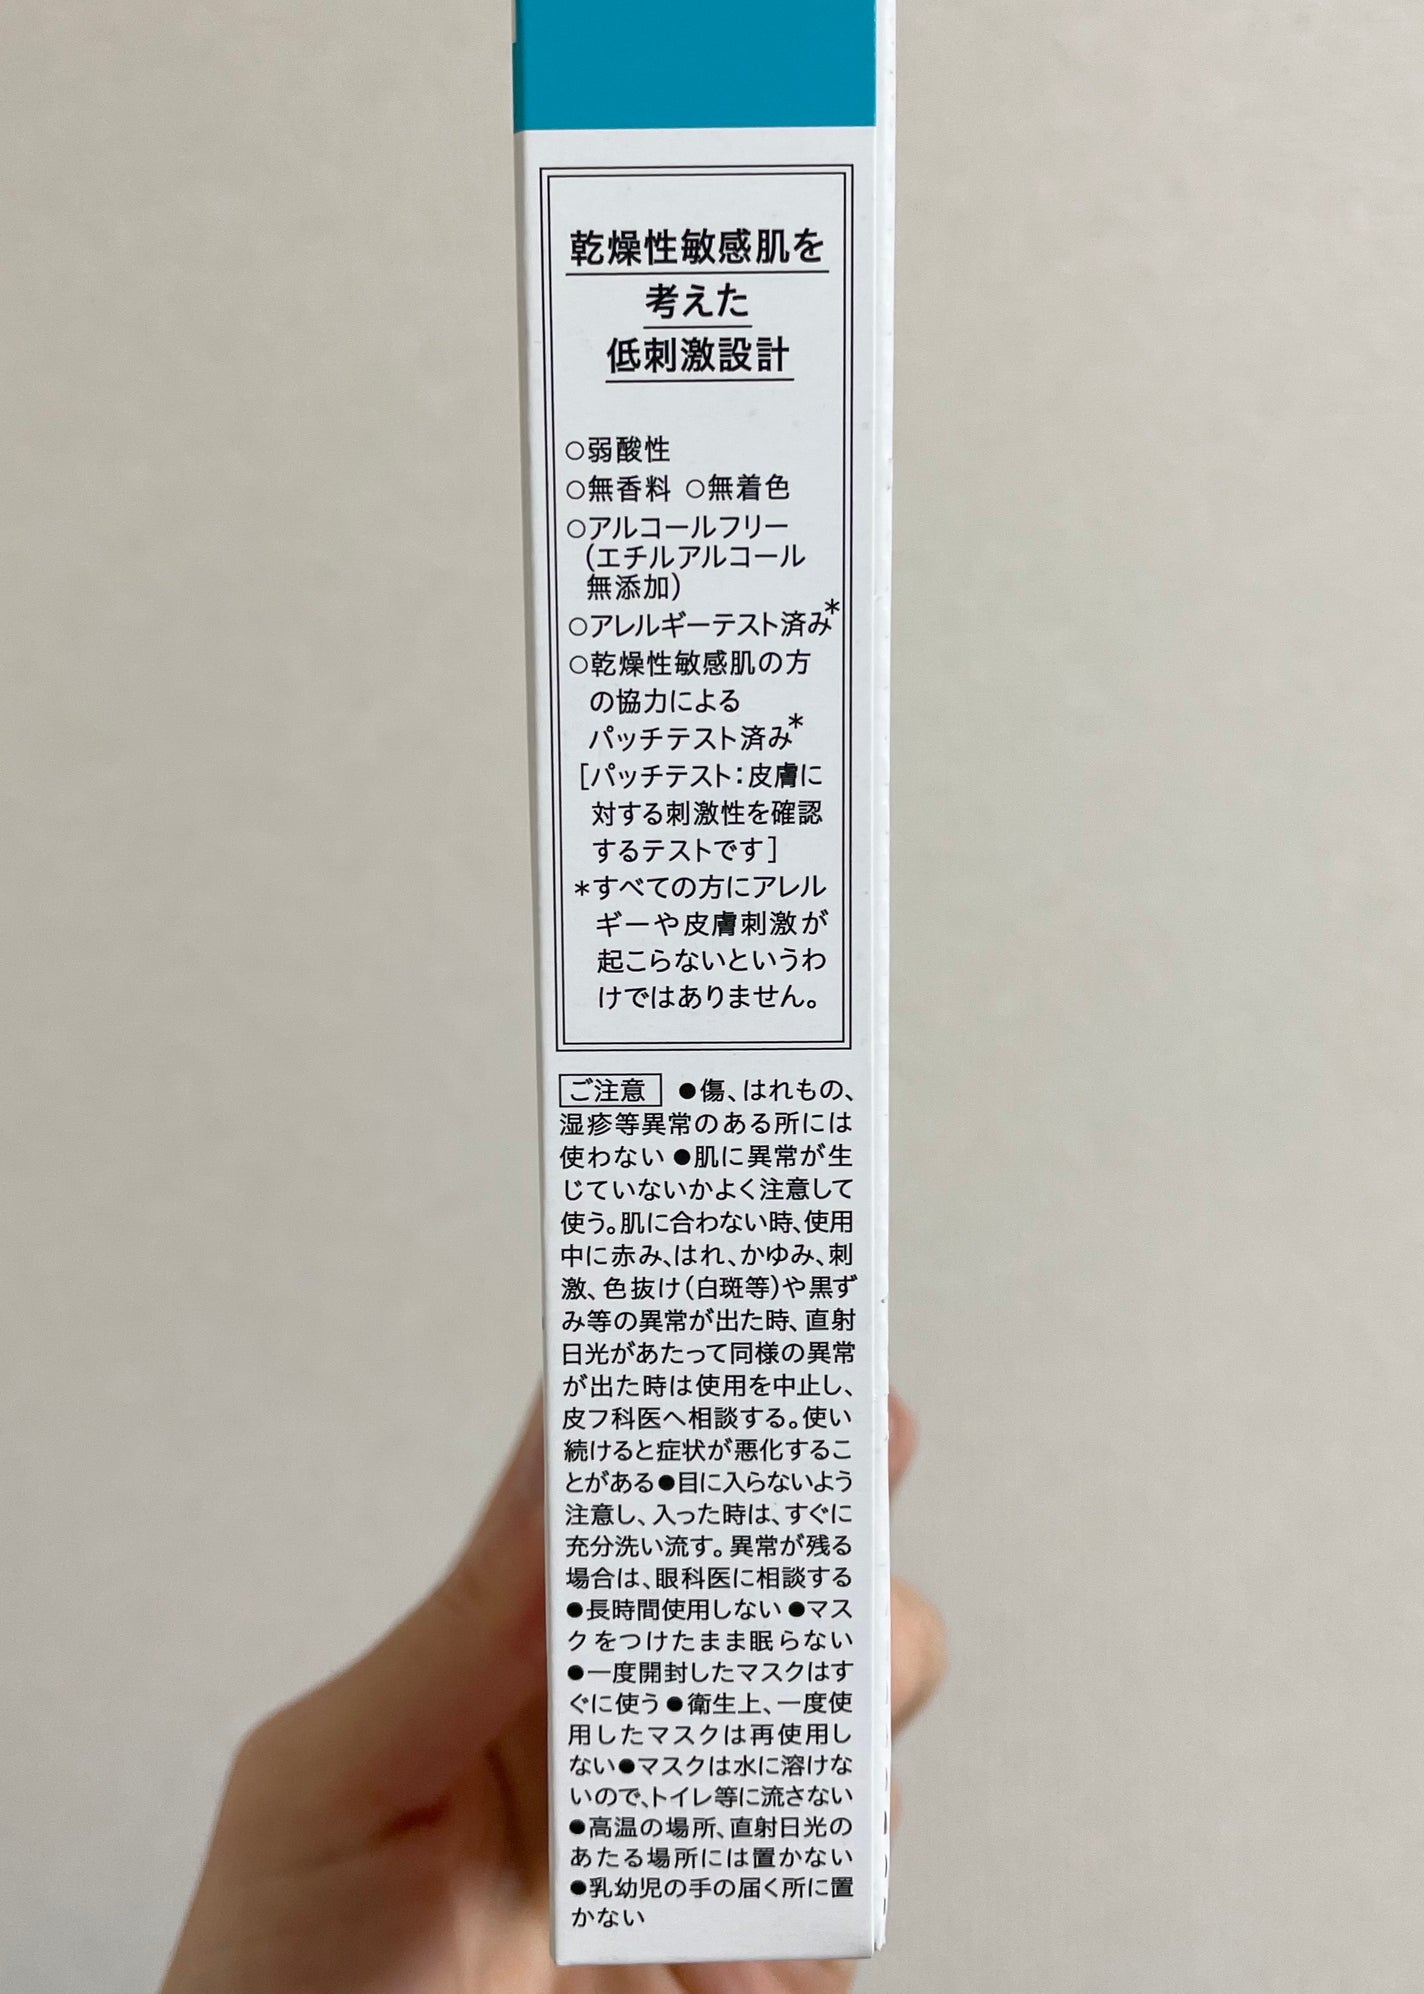 乾燥性敏感肌を
考えた
低刺激設計
○弱酸性
○無香料 ○無着色
○アルコールフリー
(エチルアルコール
無添加)
○アレルギーテスト済み*
○乾燥性敏感肌の方
の協力による
パッチテスト済み*
[パッチテスト:皮膚に
対する刺激性を確認
するテストです]
*すべての方にアレル
ギーや皮膚刺激が
起こらないというわ
けではありません。
ご注意 ●傷、はれもの、
湿疹等異常のある所には
使わない ●肌に異常が生
じていないかよく注意して
使う。肌に合わない時、使用
中に赤み、はれ、かゆみ、刺
激、色抜け(白斑等)や黒ず
み等の異常が出た時、直射
日光があたって同様の異常
が出た時は使用を中止し、
皮フ科医へ相談する。使い
続けると症状が悪化するこ
とがある●目に入らないよう
注意し、入った時は、すぐに
充分洗い流す。異常が残る
場合は、眼科医に相談する
●長時間使用しない ●マス
クをつけたまま眠らない
●一度開封したマスクはす
ぐに使う ●衛生上、一度使
用したマスクは再使用し
ない●マスクは水に溶けな
いので、トイレ等に流さない
●高温の場所、直射日光の
あたる場所には置かない
●乳幼児の手の届く所に置
かない